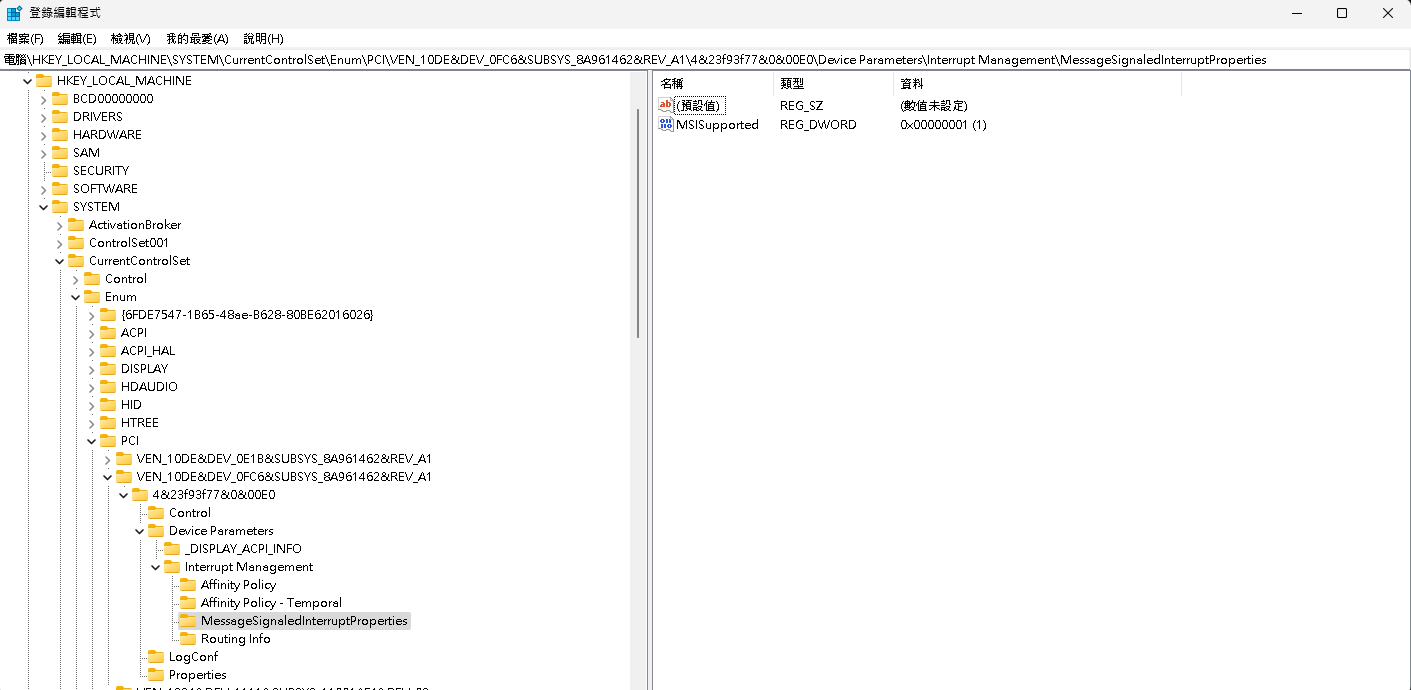 登錄編輯程式
檔案(F) 編輯(E) 檢視(V) 我的最愛(A) 說明(H)
電腦\HKEY_LOCAL_MACHINE\SYSTEM\CurrentControlSet\Enum\PCI\VEN_10DE&DEV_0FC6&SUBSYS_8A961462&REV_A1\4&23f93f77&0&00E0\Device Parameters\Interrupt Management\MessageSignaledInterruptProperties
HKEY_LOCAL_MACHINE
BCD00000000
DRIVERS
HARDWARE
SAM
SECURITY
SOFTWARE
SYSTEM
ActivationBroker
ControlSet001
CurrentControlSet
Control
Enum
{6FDE7547-1B65-48ae-B628-80BE62016026}
ACPI
ACPI_HAL
DISPLAY
HDAUDIO
HID
HTREE
PCI
VEN_10DE&DEV_0E1B&SUBSYS_8A961462&REV_A1
VEN_10DE&DEV_0FC6&SUBSYS_8A961462&REV_A1
4&23f93f77&0&00E0
Control
Device Parameters
_DISPLAY_ACPI_INFO
Interrupt Management
Affinity Policy
Affinity Policy - Temporal
MessageSignaledInterruptProperties
Routing Info
LogConf
Properties
名稱 類型 資料
(預設值) REG_SZ (數值未設定)
MSISupported REG_DWORD 0x00000001 (1)